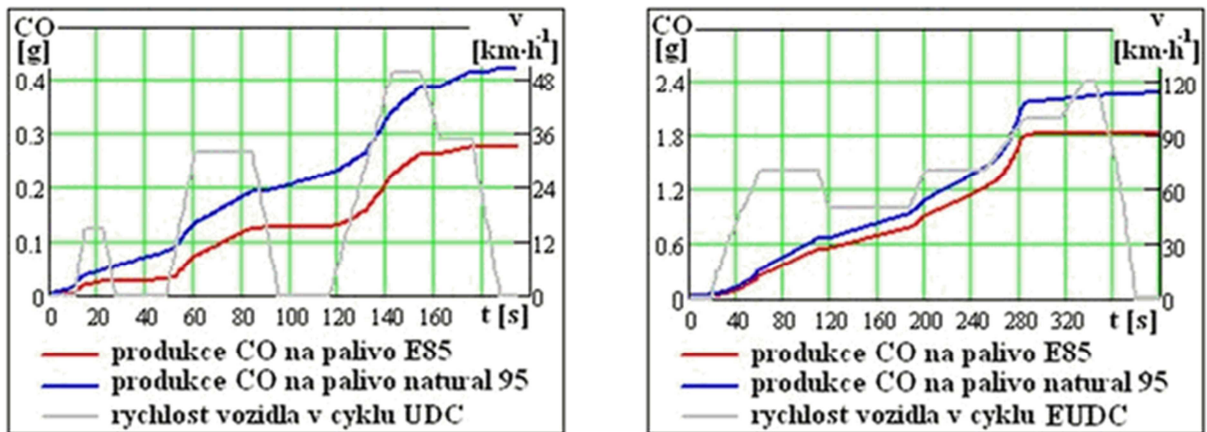 CO
[g]
v
[km·h⁻¹]
0.4
0.3
0.2
0.1
0
48
36
24
12
0
0 20 40 60 80 100 120 140 160 t [s]
produkce CO na palivo E85
produkce CO na palivo natural 95
rychlost vozidla v cyklu UDC
CO
[g]
v
[km·h⁻¹]
2.4
1.8
1.2
0.6
0
120
90
60
30
0
0 40 80 120 160 200 240 280 320 t [s]
produkce CO na palivo E85
produkce CO na palivo natural 95
rychlost vozidla v cyklu EUDC